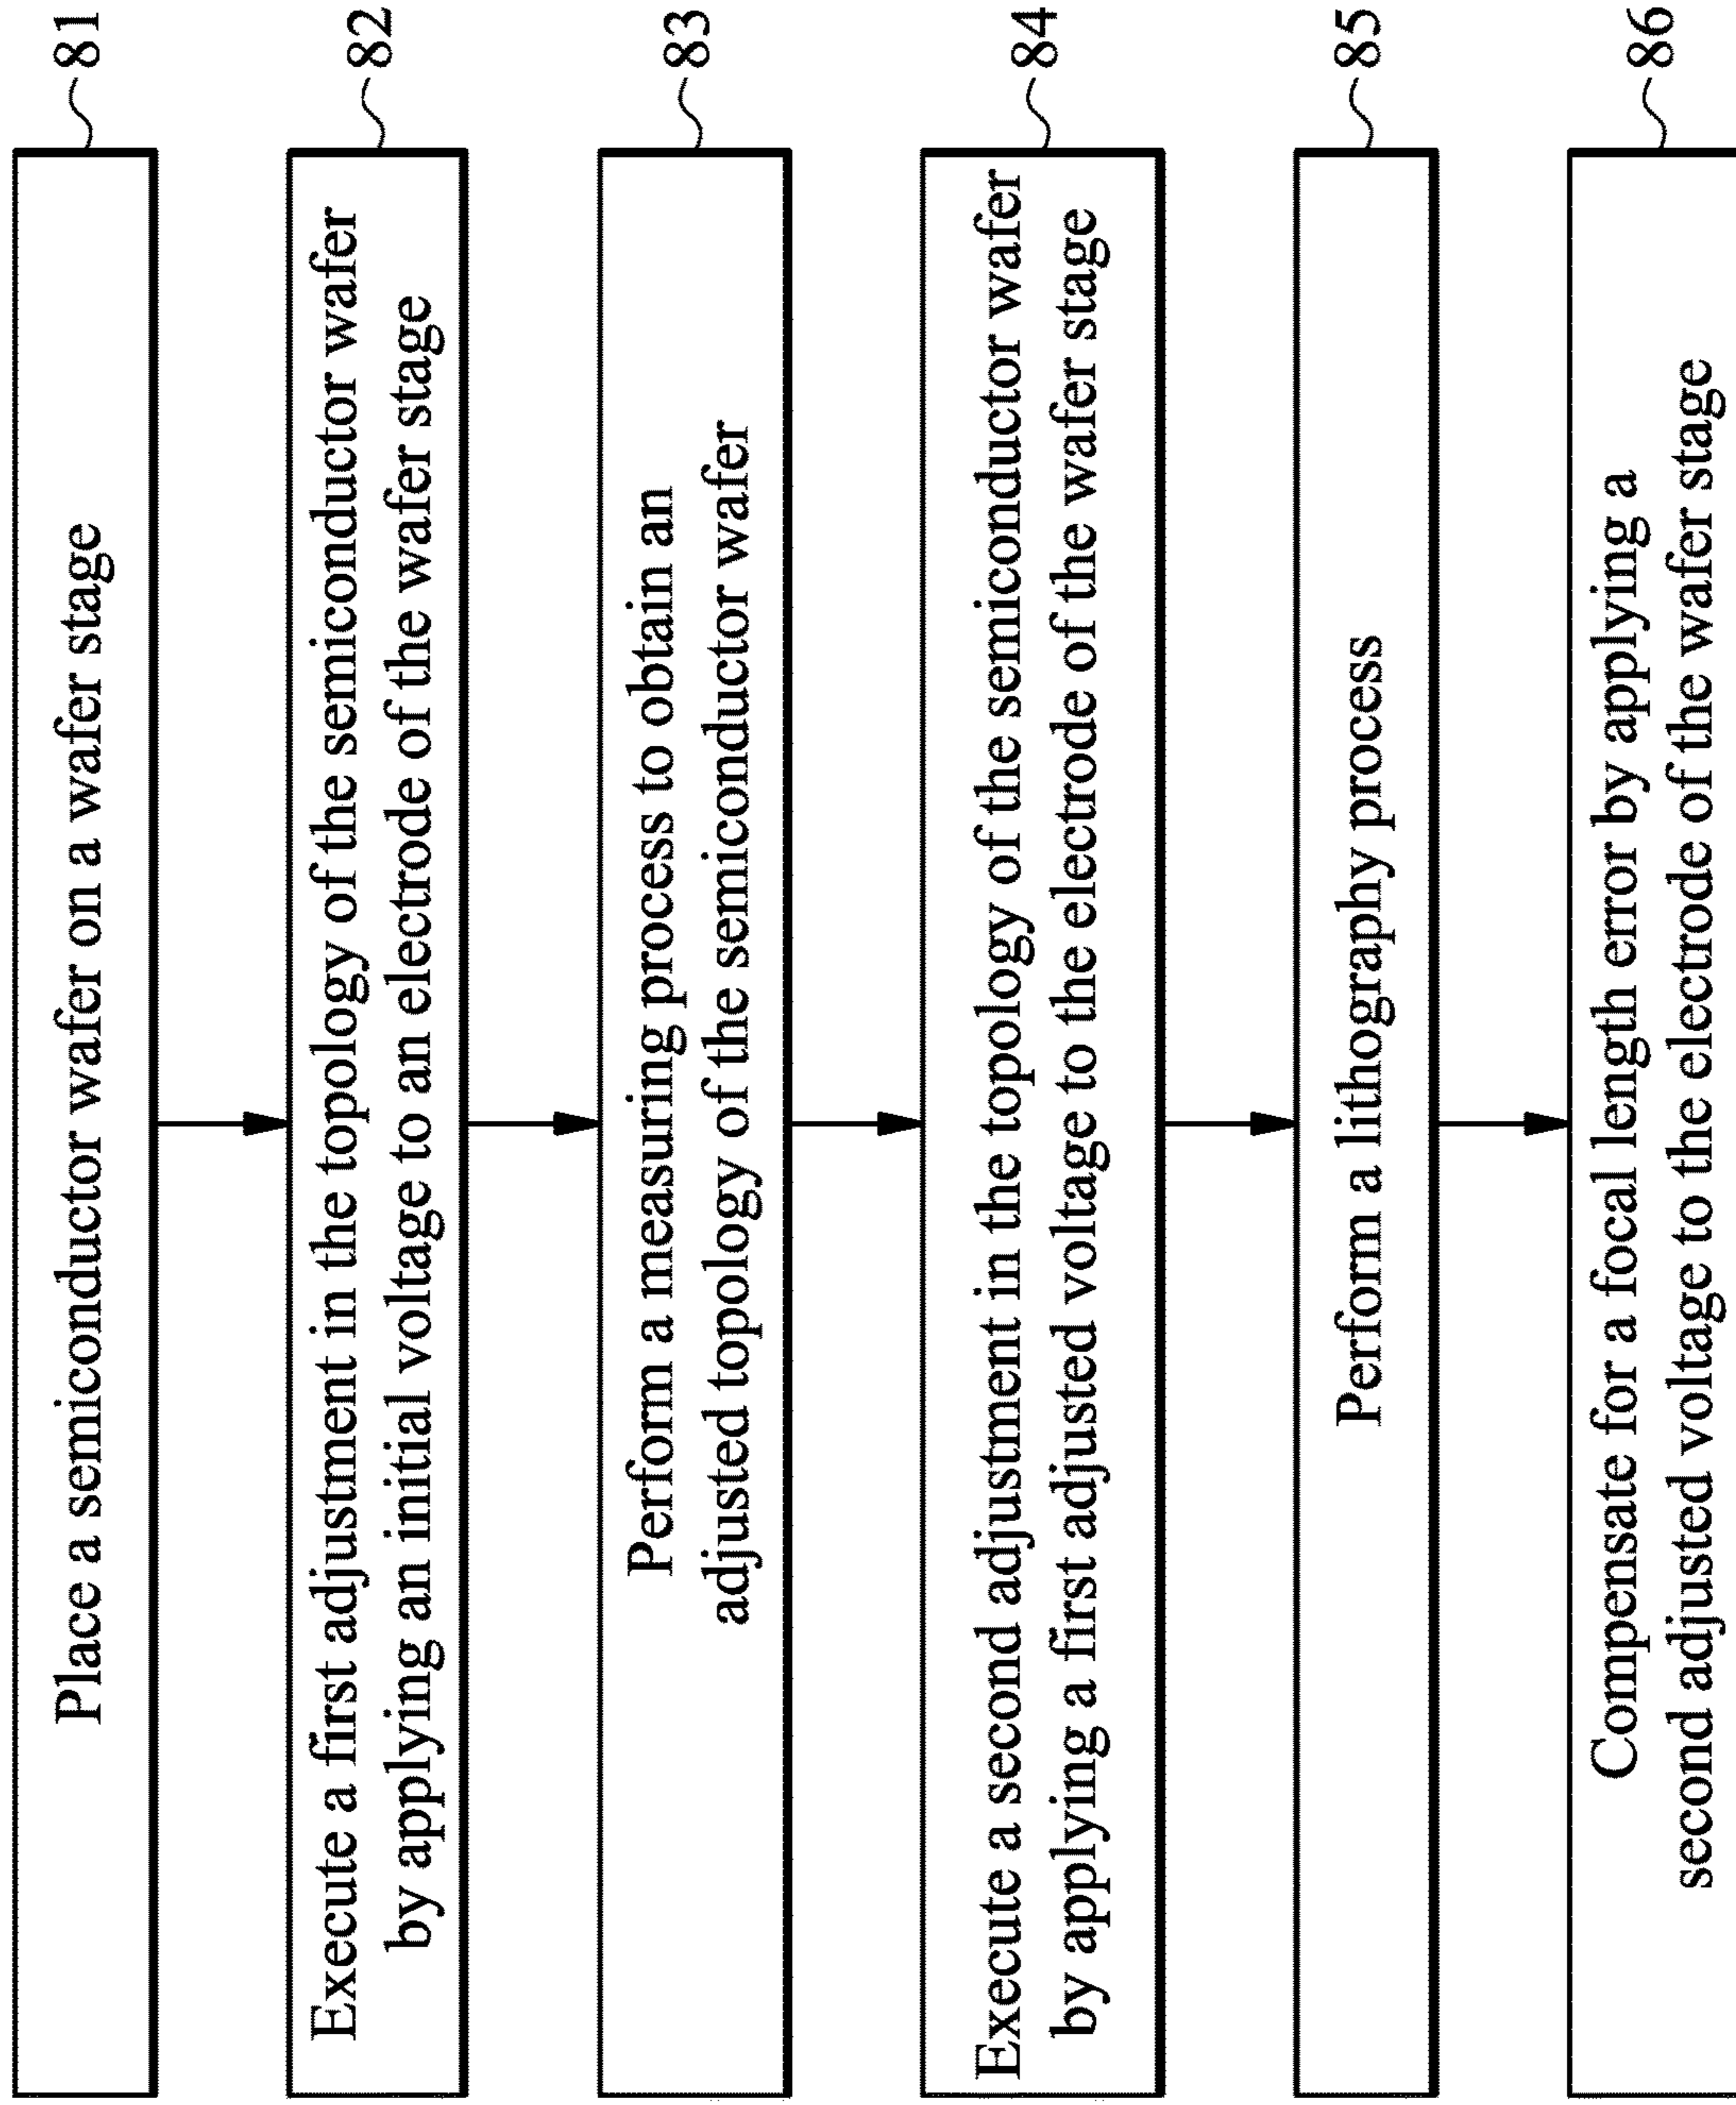 Place a semiconductor wafer on a wafer stage
81
Execute a first adjustment in the topology of the semiconductor wafer
by applying an initial voltage to an electrode of the wafer stage
82
Perform a measuring process to obtain an
adjusted topology of the semiconductor wafer
83
Execute a second adjustment in the topology of the semiconductor wafer
by applying a first adjusted voltage to the electrode of the wafer stage
84
Perform a lithography process
85
Compensate for a focal length error by applying a
second adjusted voltage to the electrode of the wafer stage
86